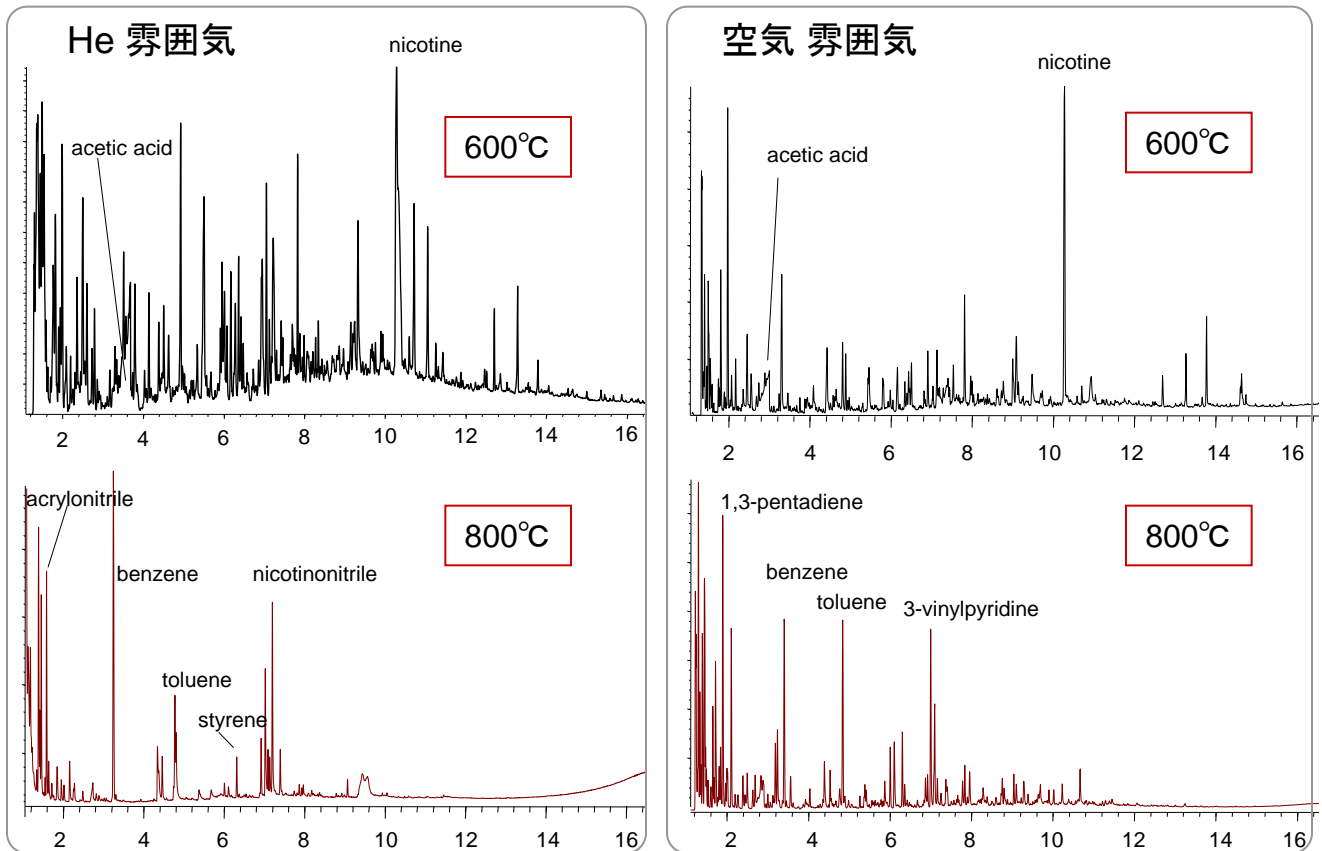 He 雰囲気
nicotine
acetic acid
600℃
2 4 6 8 10 12 14 16
acrylonitrile
800℃
benzene
nicotinonitrile
toluene
styrene
2 4 6 8 10 12 14 16
空気 雰囲気
nicotine
acetic acid
600℃
2 4 6 8 10 12 14 16
1,3-pentadiene
800℃
benzene
toluene
3-vinylpyridine
2 4 6 8 10 12 14 16